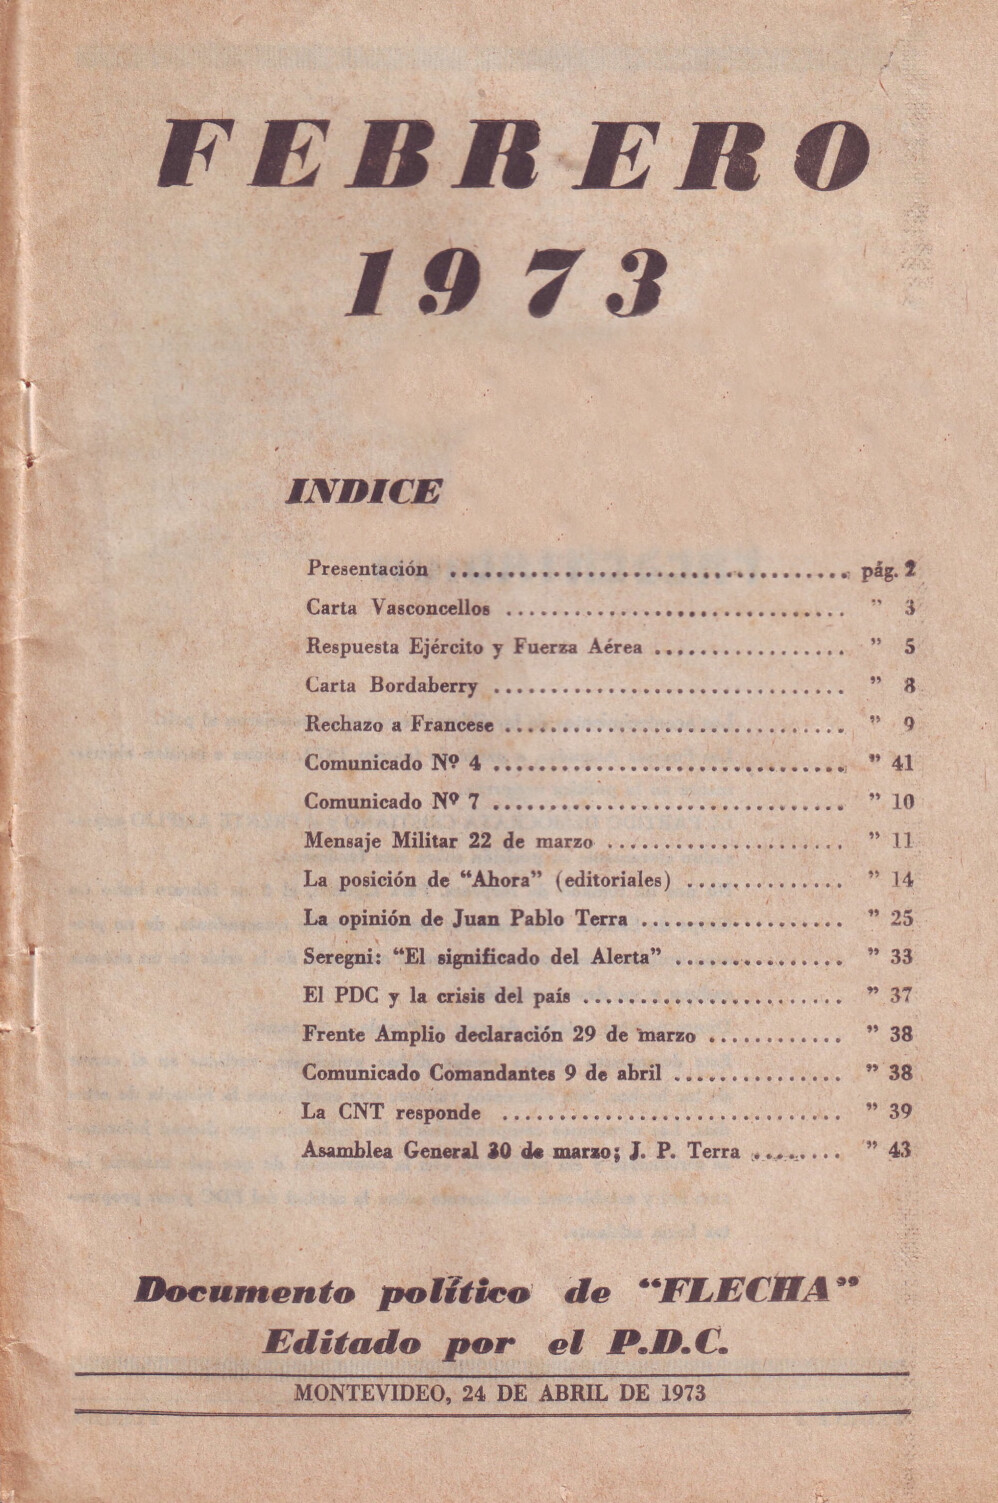 FEBRERO
1973
INDICE
Presentación ........................................ pág. 2
Carta Vasconcellos .............................. ” 3
Respuesta Ejército y Fuerza Aérea ................. ” 5
Carta Bordaberry ............................... ” 8
Rechazo a Francese .............................. ” 9
Comunicado Nº 4 ............................... ” 41
Comunicado Nº 7 ............................... ” 10
Mensaje Militar 22 de marzo ..................... ” 11
La posición de “Ahora” (editoriales) .............. ” 14
La opinión de Juan Pablo Terra .................. ” 25
Seregni: “El significado del Alerta” ............... ” 33
El PDC y la crisis del país ....................... ” 37
Frente Amplio declaración 29 de marzo ............ ” 38
Comunicado Comandantes 9 de abril ............... ” 38
La CNT responde .............................. ” 39
Asamblea General 30 de marzo; J. P. Terra ........ ” 43
Documento político de “FLECHA”
Editado por el P.D.C.
MONTEVIDEO, 24 DE ABRIL DE 1973